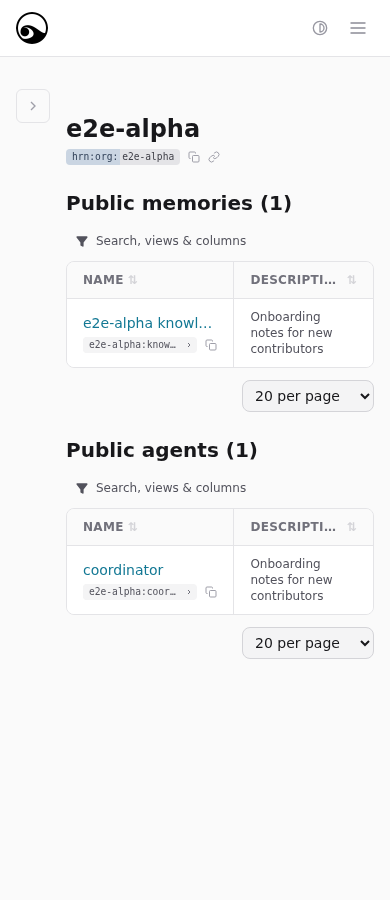 e2e-alpha
hrn:org: e2e-alpha
Public memories (1)
Search, views & columns
NAME DESCRIPTI...
e2e-alpha knowl...
e2e-alpha:know...
Onboarding
notes for new
contributors
20 per page
Public agents (1)
Search, views & columns
NAME DESCRIPTI...
coordinator
e2e-alpha:coor...
Onboarding
notes for new
contributors
20 per page